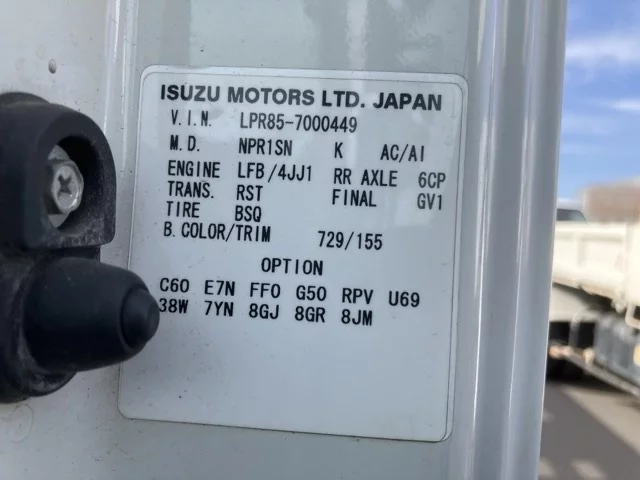 ISUZU MOTORS LTD. JAPAN
V.I.N. LPR85-7000449
M.D. NPR1SN K AC/AI
ENGINE LFB/4JJ1 RR AXLE 6CP
TRANS. RST FINAL GV1
TIRE BSQ
B.COLOR/TRIM 729/155
OPTION
C60 E7N FF0 G50 RPV U69
38W 7YN 8GJ 8GR 8JM